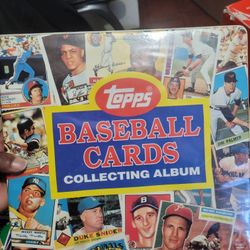 topps
BASEBALL
CARDS
COLLECTING ALBUM
DUKE SNIDER